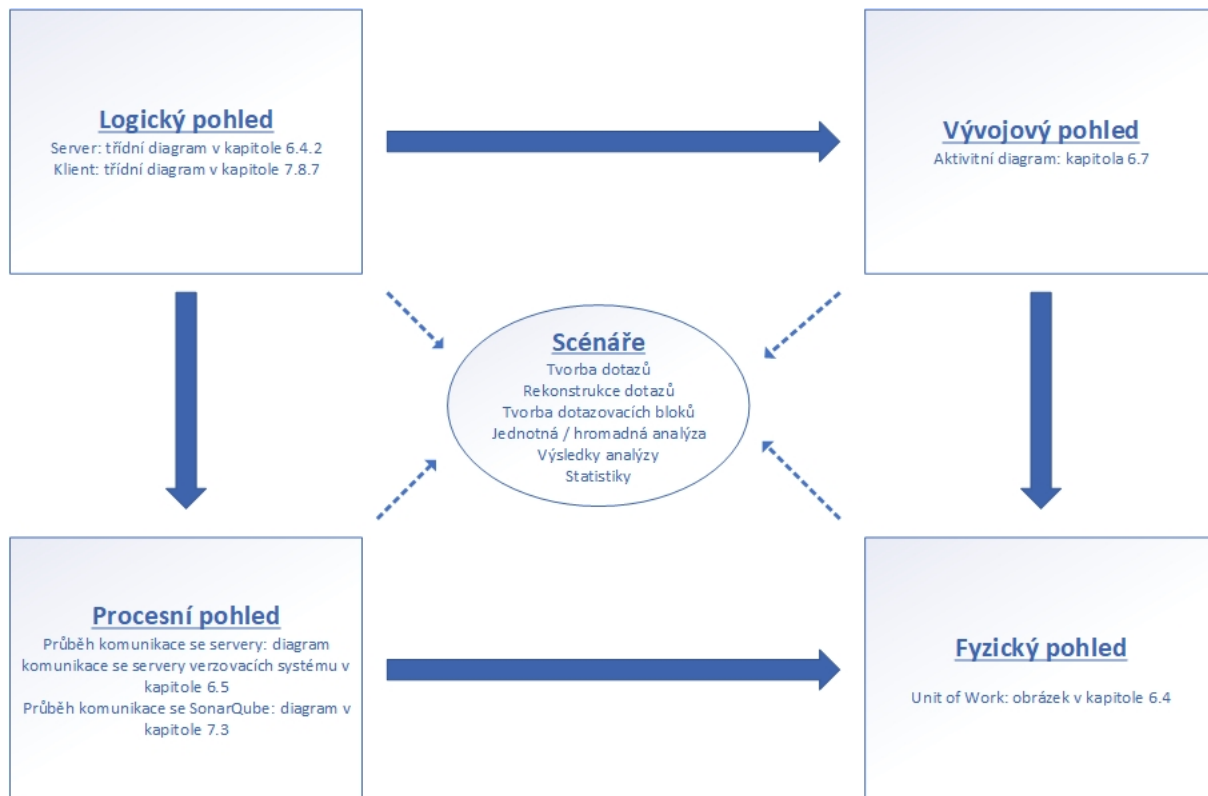 Logický pohled
Server: třídní diagram v kapitole 6.4.2
Klient: třídní diagram v kapitole 7.8.7
Vývojový pohled
Aktivitní diagram: kapitola 6.7
Scénáře
Tvorba dotazů
Rekonstrukce dotazů
Tvorba dotazovacích bloků
Jednotná / hromadná analýza
Výsledky analýzy
Statistiky
Procesní pohled
Průběh komunikace se servery: diagram
komunikace se servery verzovacích systému v
kapitole 6.5
Průběh komunikace se SonarQube: diagram v
kapitole 7.3
Fyzický pohled
Unit of Work: obrázek v kapitole 6.4